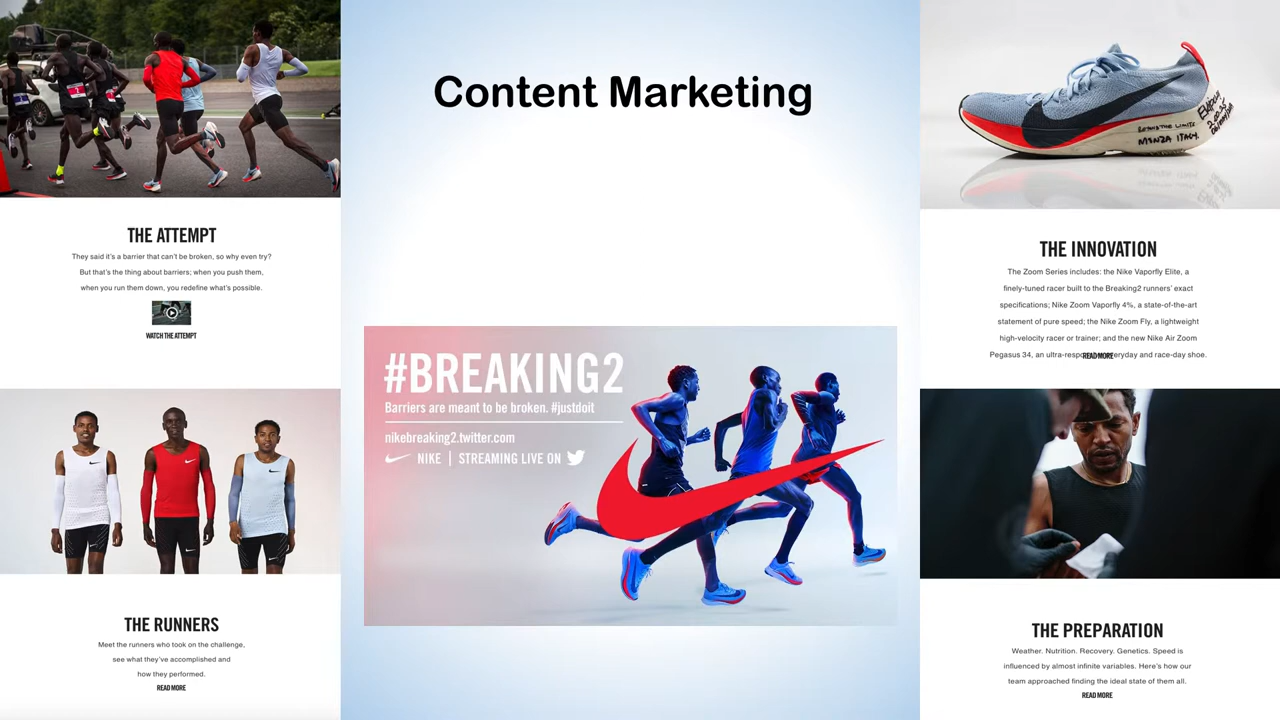 Content Marketing
THE ATTEMPT
They said it's a barrier that can't be broken, so why even try?
But that's the thing about barriers; when you push them,
when you run them down, you redefine what's possible.
WATCH THE ATTEMPT
THE RUNNERS
Meet the runners who took on the challenge,
see what they've accomplished and
how they performed.
READ MORE
#BREAKING2
Barriers are meant to be broken. #justdoit
nikebreaking2.twitter.com
NIKE | STREAMING LIVE ON
BEYOND THE LIMITS
MONZA ITALY.
THE INNOVATION
The Zoom Series includes: the Nike Vaporfly Elite, a
finely-tuned racer built to the Breaking2 runners' exact
specifications; Nike Zoom Vaporfly 4%, a state-of-the-art
statement of pure speed; the Nike Zoom Fly, a lightweight
high-velocity racer or trainer; and the new Nike Air Zoom
Pegasus 34, an ultra-resp everyday and race-day shoe.
READ MORE
THE PREPARATION
Weather. Nutrition. Recovery. Genetics. Speed is
influenced by almost infinite variables. Here's how our
team approached finding the ideal state of them all.
READ MORE